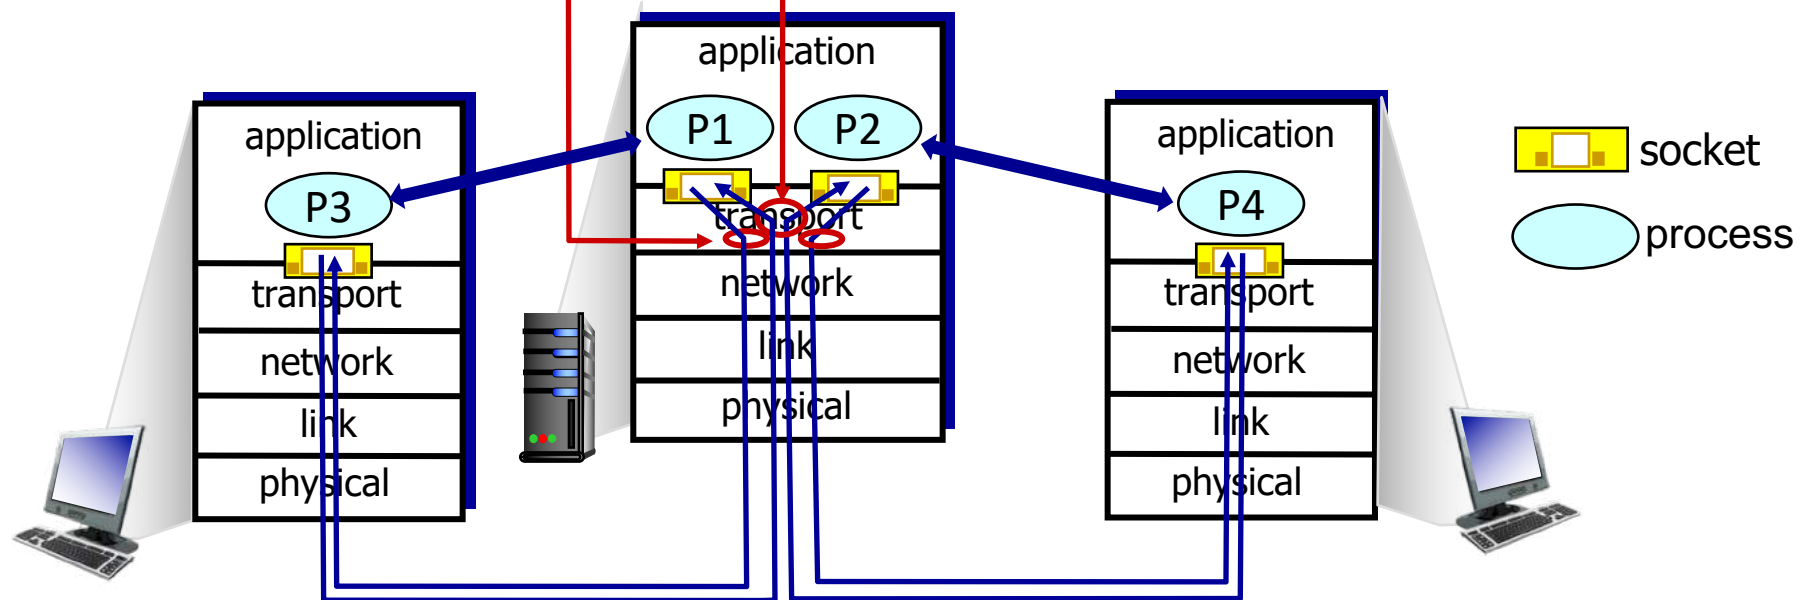 application
P1
P2
transport
network
link
physical
application
P3
transport
network
link
physical
application
P4
transport
network
link
physical
socket
process